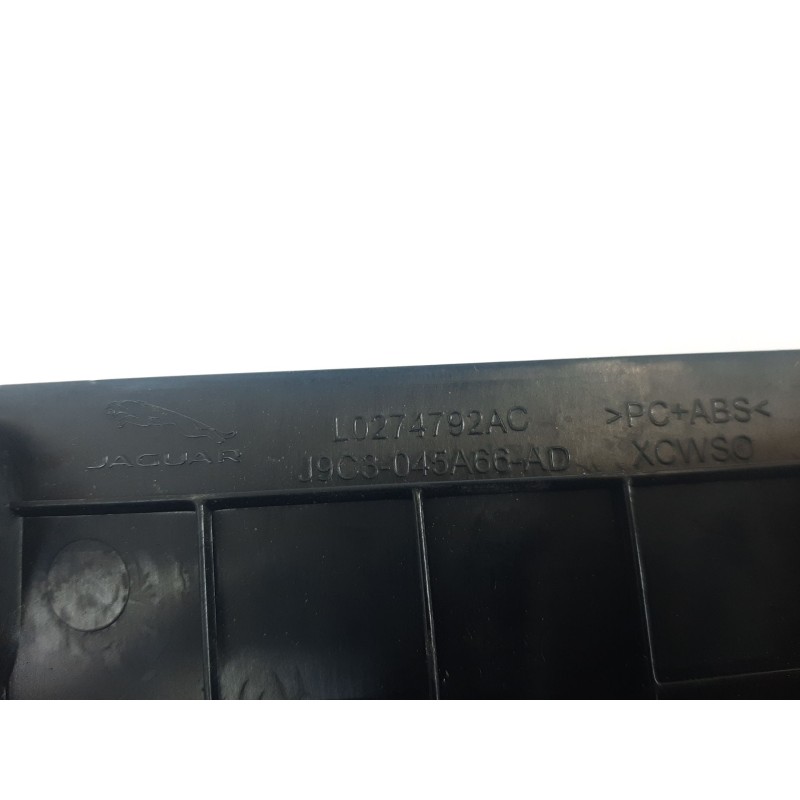 JAGUAR
L0274792AC
J9C3-045A66-AD
>PC+ABS<
XCWSO